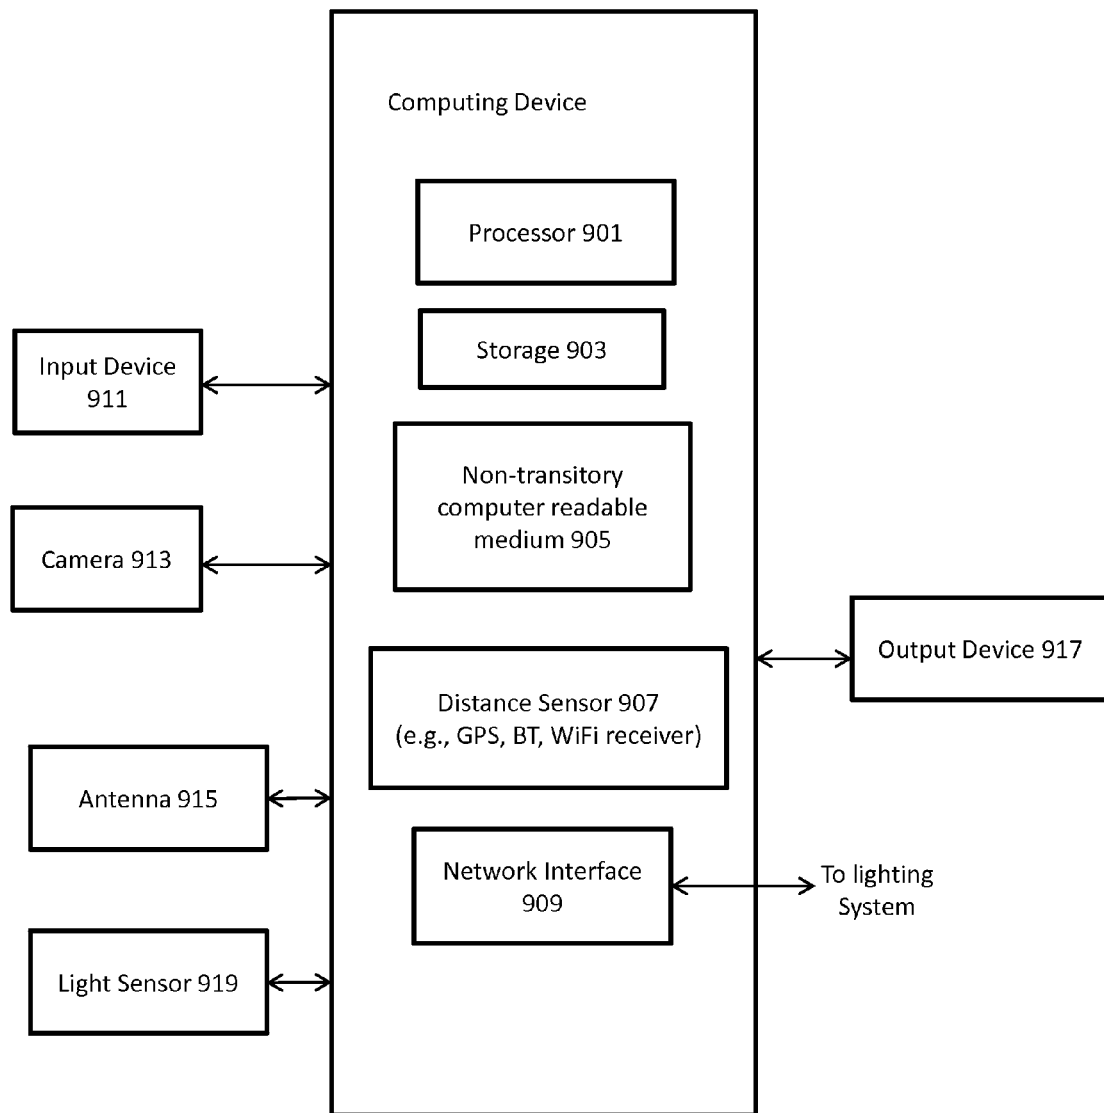 Computing Device
Processor 901
Storage 903
Input Device
911
Non-transitory
computer readable
medium 905
Camera 913
Output Device 917
Distance Sensor 907
(e.g., GPS, BT, WiFi receiver)
Antenna 915
Network Interface
909
To lighting
System
Light Sensor 919